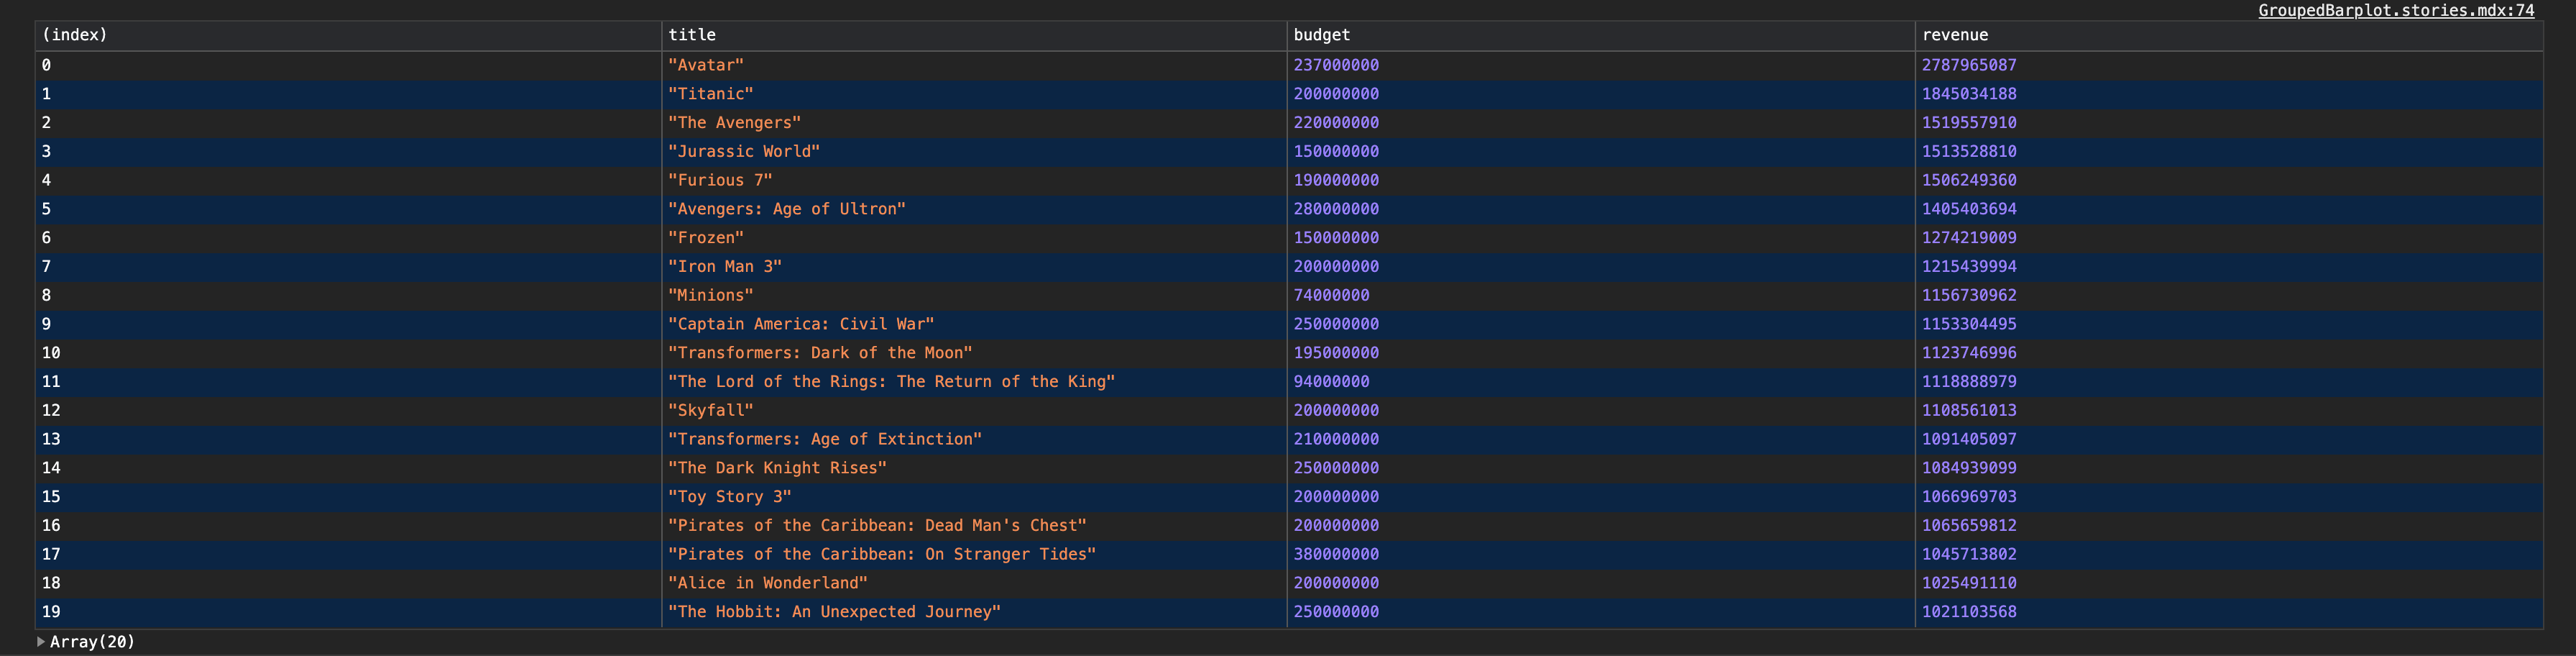 GroupedBarplot.stories.mdx:74
(index) title budget revenue
0 "Avatar" 237000000 2787965087
1 "Titanic" 200000000 1845034188
2 "The Avengers" 220000000 1519557910
3 "Jurassic World" 150000000 1513528810
4 "Furious 7" 190000000 1506249360
5 "Avengers: Age of Ultron" 280000000 1405403694
6 "Frozen" 150000000 1274219009
7 "Iron Man 3" 200000000 1215439994
8 "Minions" 74000000 1156730962
9 "Captain America: Civil War" 250000000 1153304495
10 "Transformers: Dark of the Moon" 195000000 1123746996
11 "The Lord of the Rings: The Return of the King" 94000000 1118888979
12 "Skyfall" 200000000 1108561013
13 "Transformers: Age of Extinction" 210000000 1091405097
14 "The Dark Knight Rises" 250000000 1084939099
15 "Toy Story 3" 200000000 1066969703
16 "Pirates of the Caribbean: Dead Man's Chest" 200000000 1065659812
17 "Pirates of the Caribbean: On Stranger Tides" 380000000 1045713802
18 "Alice in Wonderland" 200000000 1025491110
19 "The Hobbit: An Unexpected Journey" 250000000 1021103568
Array(20)